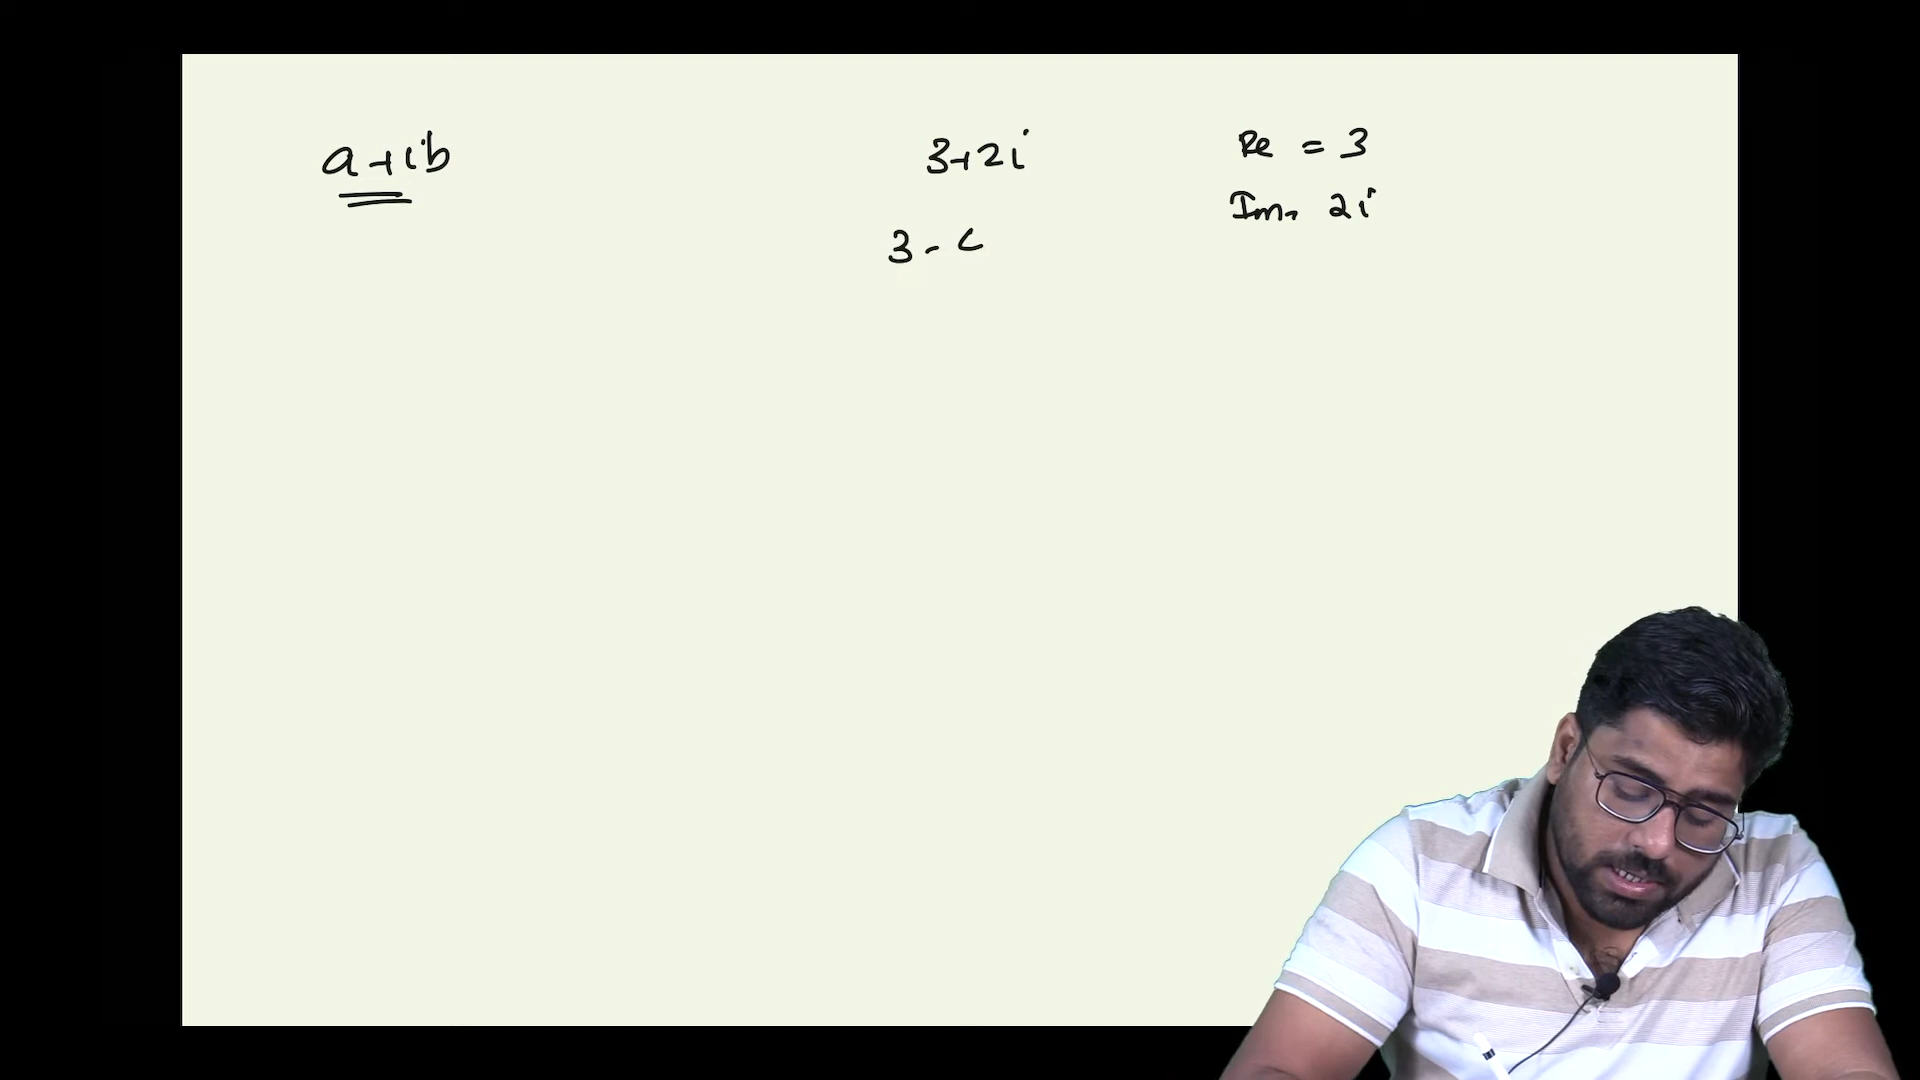 a+ib
3+2i
Re = 3
Im, 2i
3-